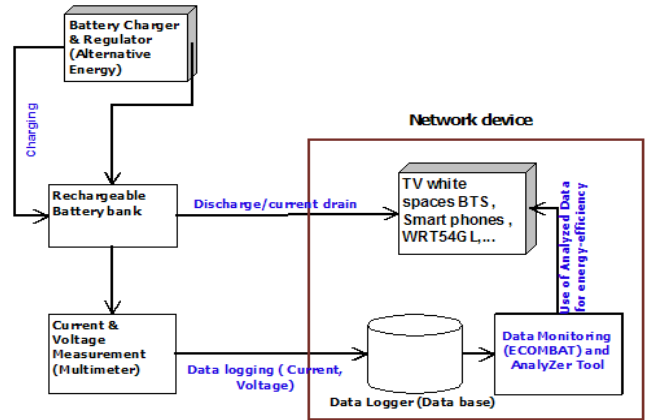 Battery Charger
& Regulator
(Alternative
Energy)
Charging
Network device
Rechargeable
Battery bank
Discharge/current drain
TV white
spaces BTS ,
Smart phones ,
WRT54GL,...
Use of Analyzed Data
for energy-efficiency
Current &
Voltage
Measurement
(Multimeter)
Data logging ( Current,
Voltage)
Data Logger (Data base)
Data Monitoring
(ECOMBAT) and
AnalyZer Tool